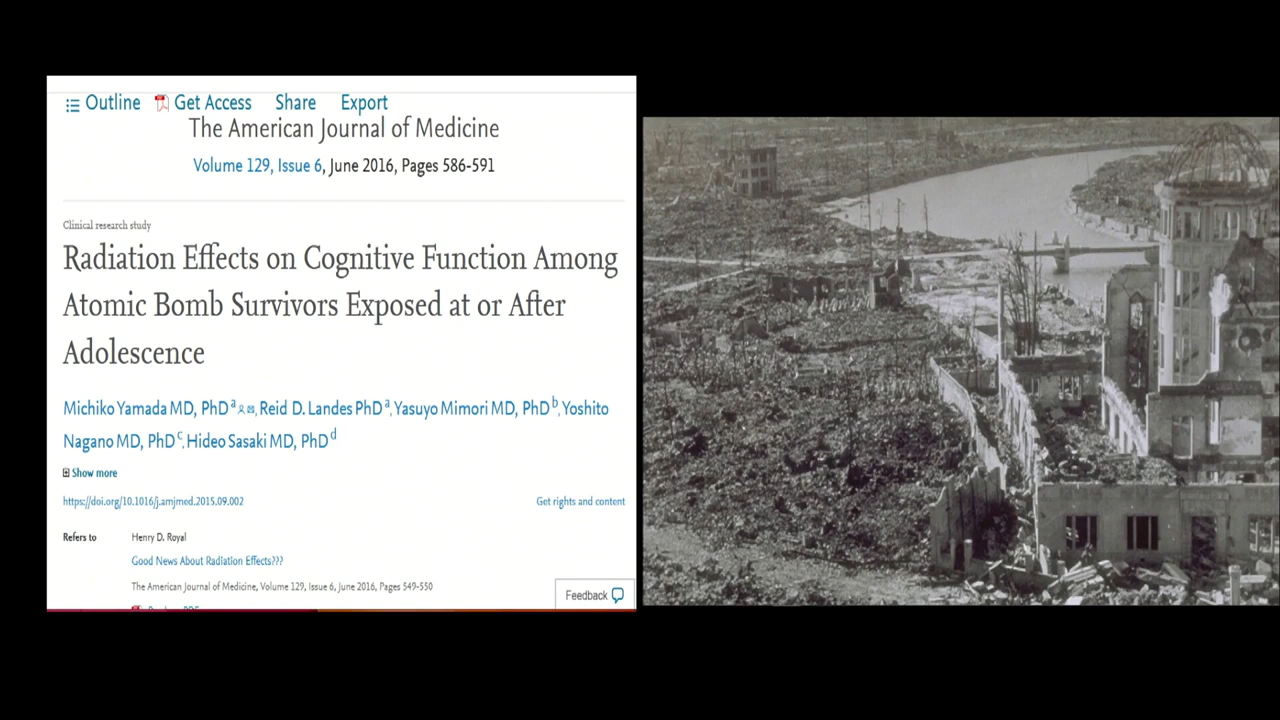 Outline Get Access Share Export
The American Journal of Medicine
Volume 129, Issue 6, June 2016, Pages 586-591
Clinical research study
Radiation Effects on Cognitive Function Among
Atomic Bomb Survivors Exposed at or After
Adolescence
Michiko Yamada MD, PhD a, Reid D. Landes PhD a, Yasuyo Mimori MD, PhD b, Yoshito
Nagano MD, PhD c, Hideo Sasaki MD, PhD d
Show more
https://doi.org/10.1016/j.amjmed.2015.09.002 Get rights and content
Refers to Henry D. Royal
Good News About Radiation Effects???
The American Journal of Medicine, Volume 129, Issue 6, June 2016, Pages 549-550
Feedback